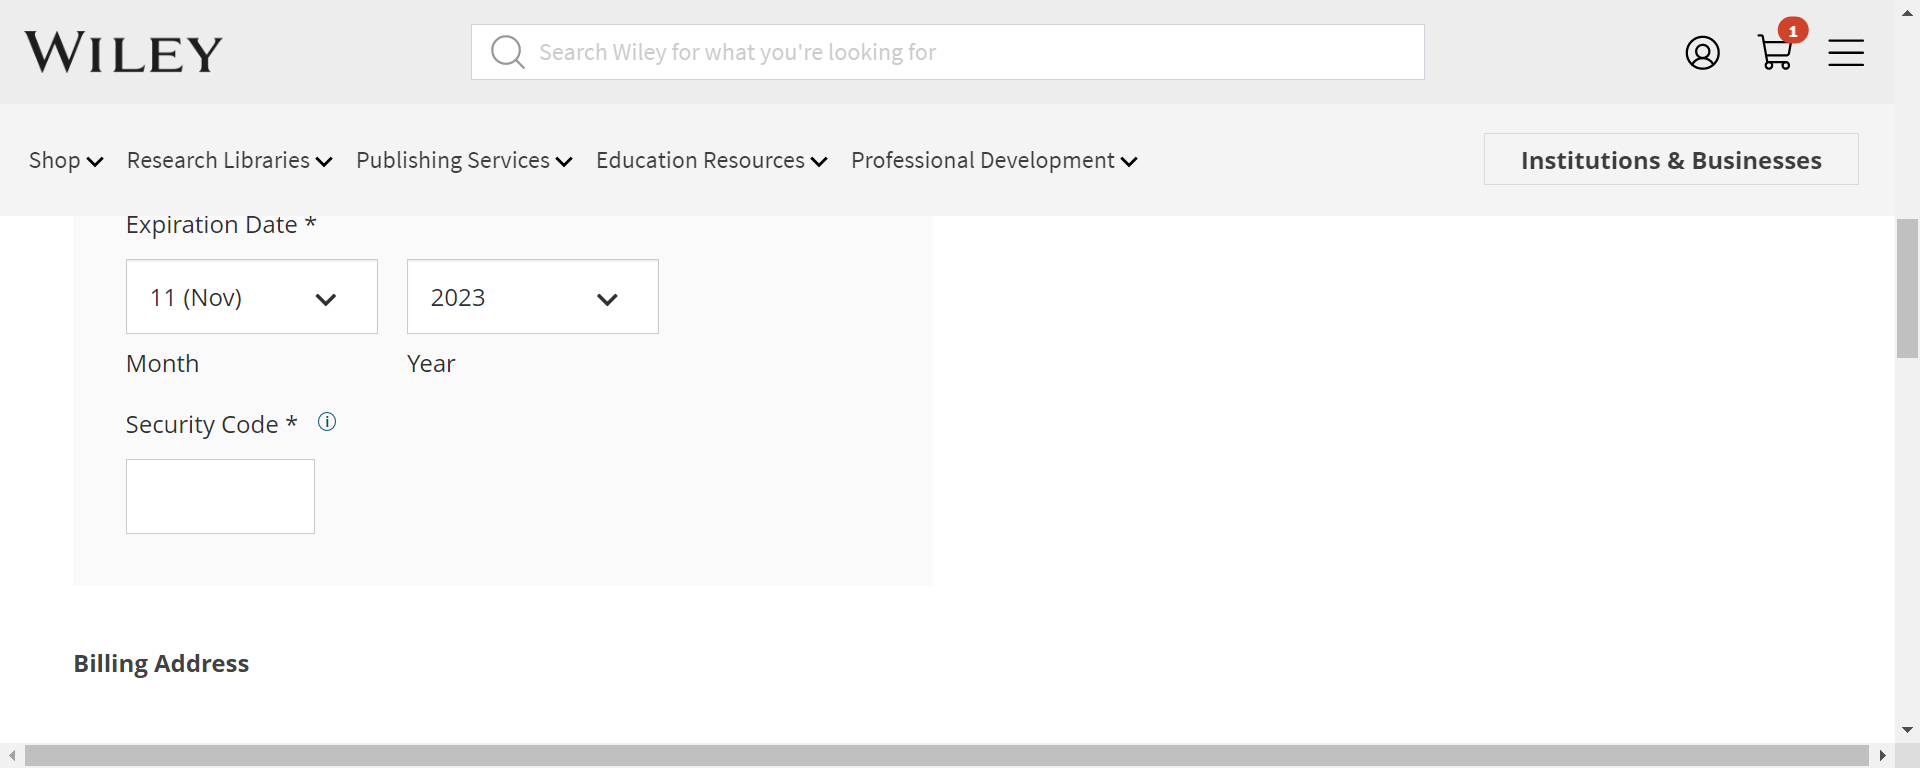 WILEY
Search Wiley for what you're looking for
1
Shop
Research Libraries
Publishing Services
Education Resources
Professional Development
Institutions & Businesses
Expiration Date *
11 (Nov)
2023
Month
Year
Security Code *
Billing Address